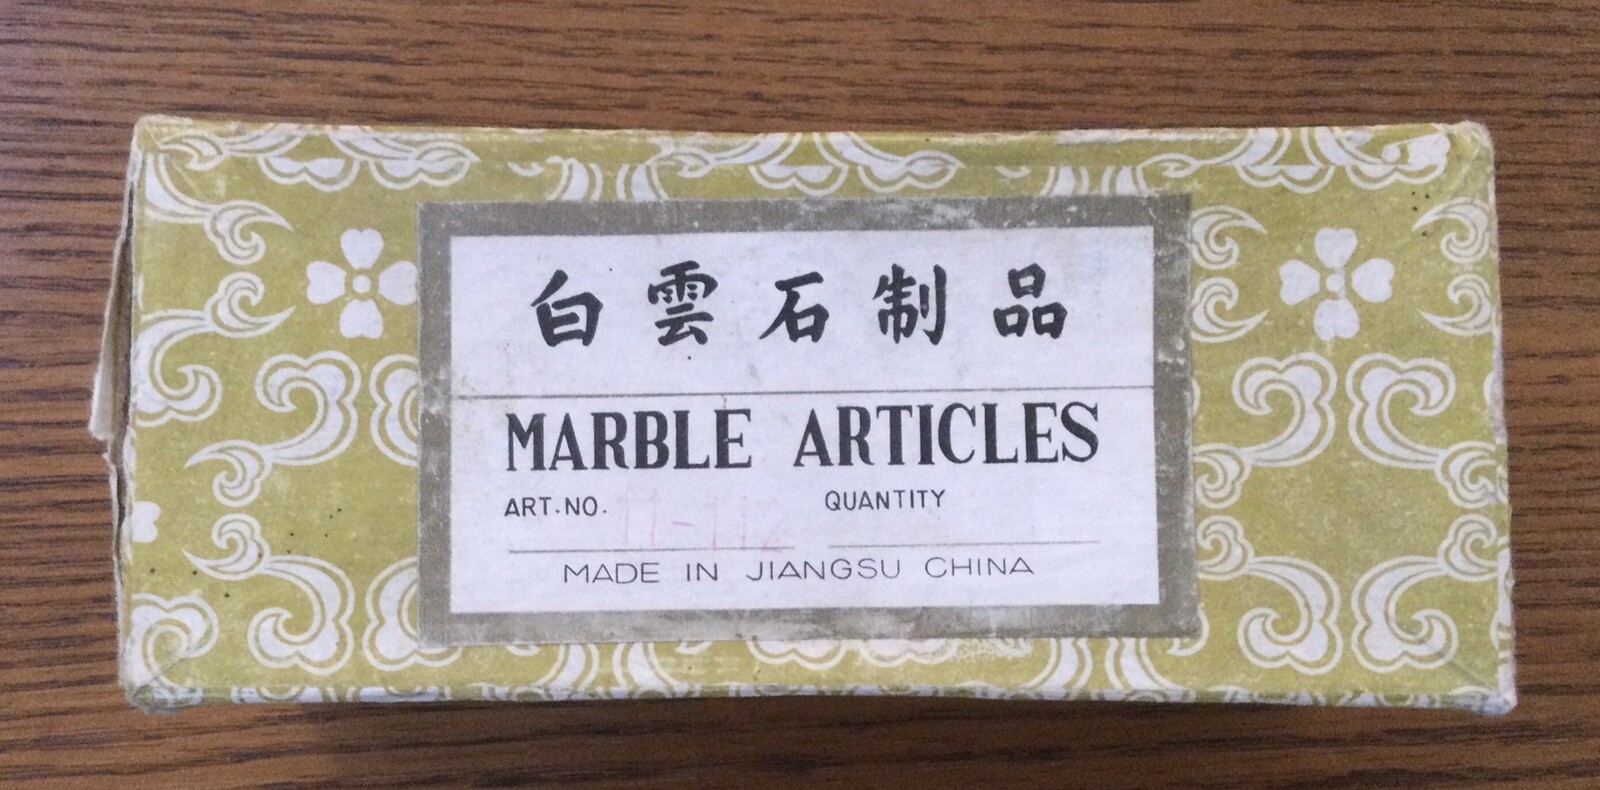 白雲石制品
MARBLE ARTICLES
ART.NO. 11-112 QUANTITY
MADE IN JIANGSU CHINA